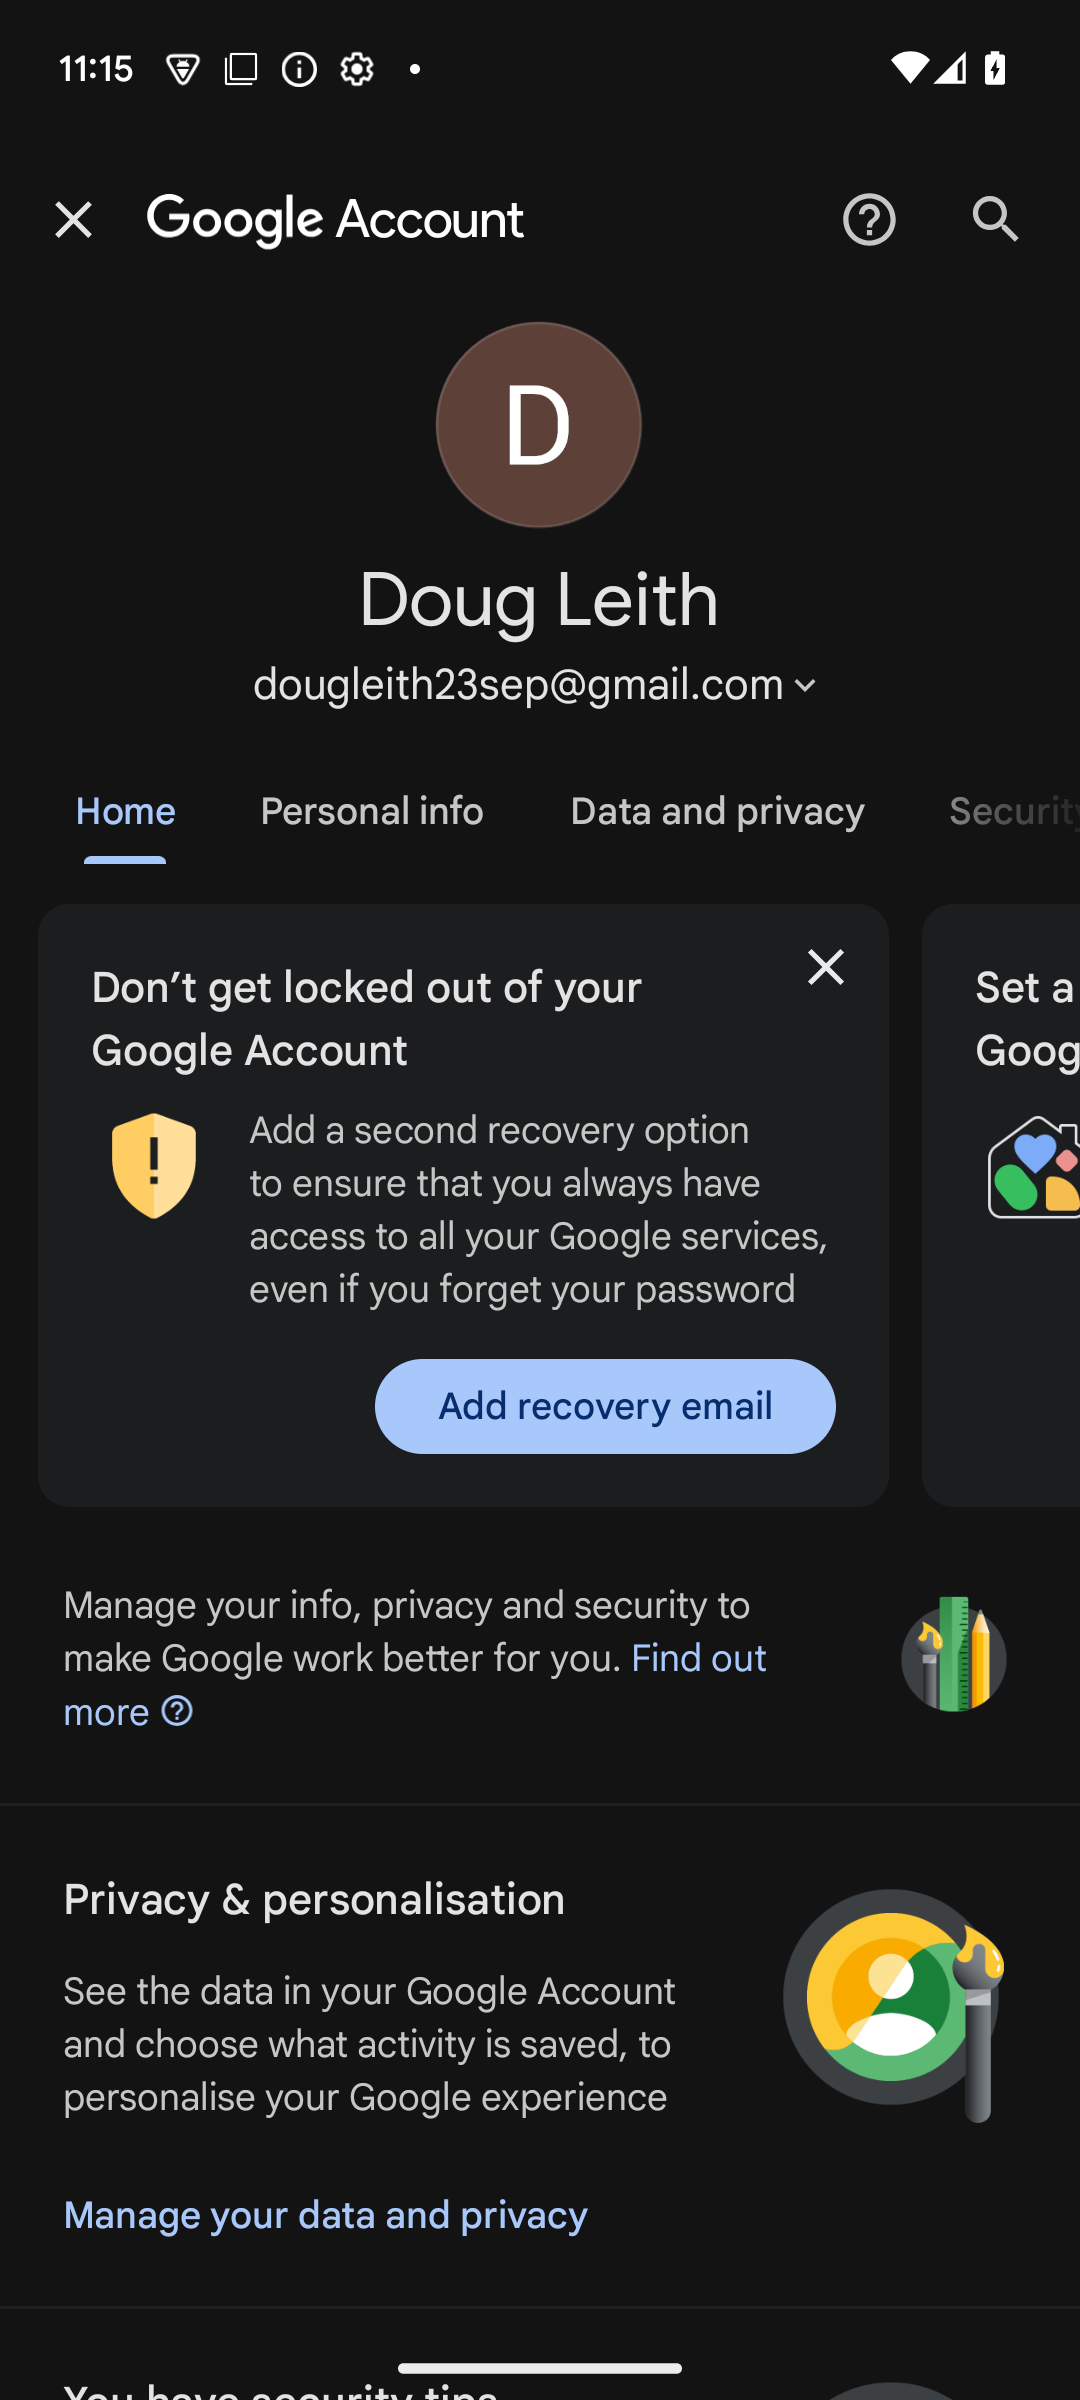 11:15
Google Account
D
Doug Leith
dougleith23sep@gmail.com
Home Personal info Data and privacy Security
Don’t get locked out of your
Google Account
Add a second recovery option
to ensure that you always have
access to all your Google services,
even if you forget your password
Add recovery email
Set a
Goog
Manage your info, privacy and security to
make Google work better for you. Find out
more
Privacy & personalisation
See the data in your Google Account
and choose what activity is saved, to
personalise your Google experience
Manage your data and privacy
You have security tips